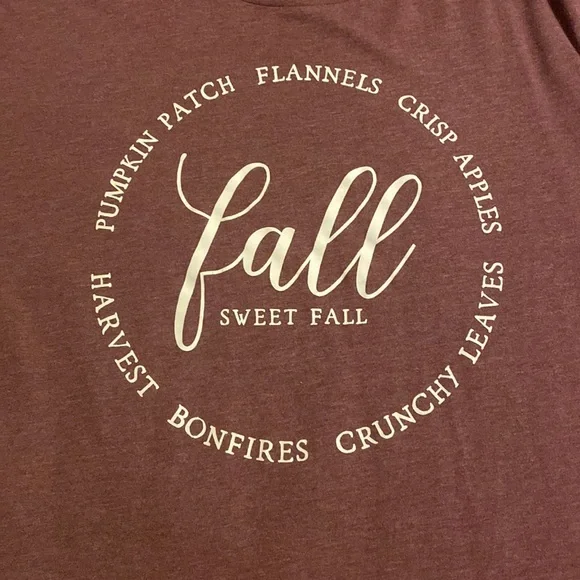 PUMPKIN PATCH
FLANNELS
CRISP APPLES
fall
SWEET FALL
HARVEST
BONFIRES
CRUNCHY LEAVES